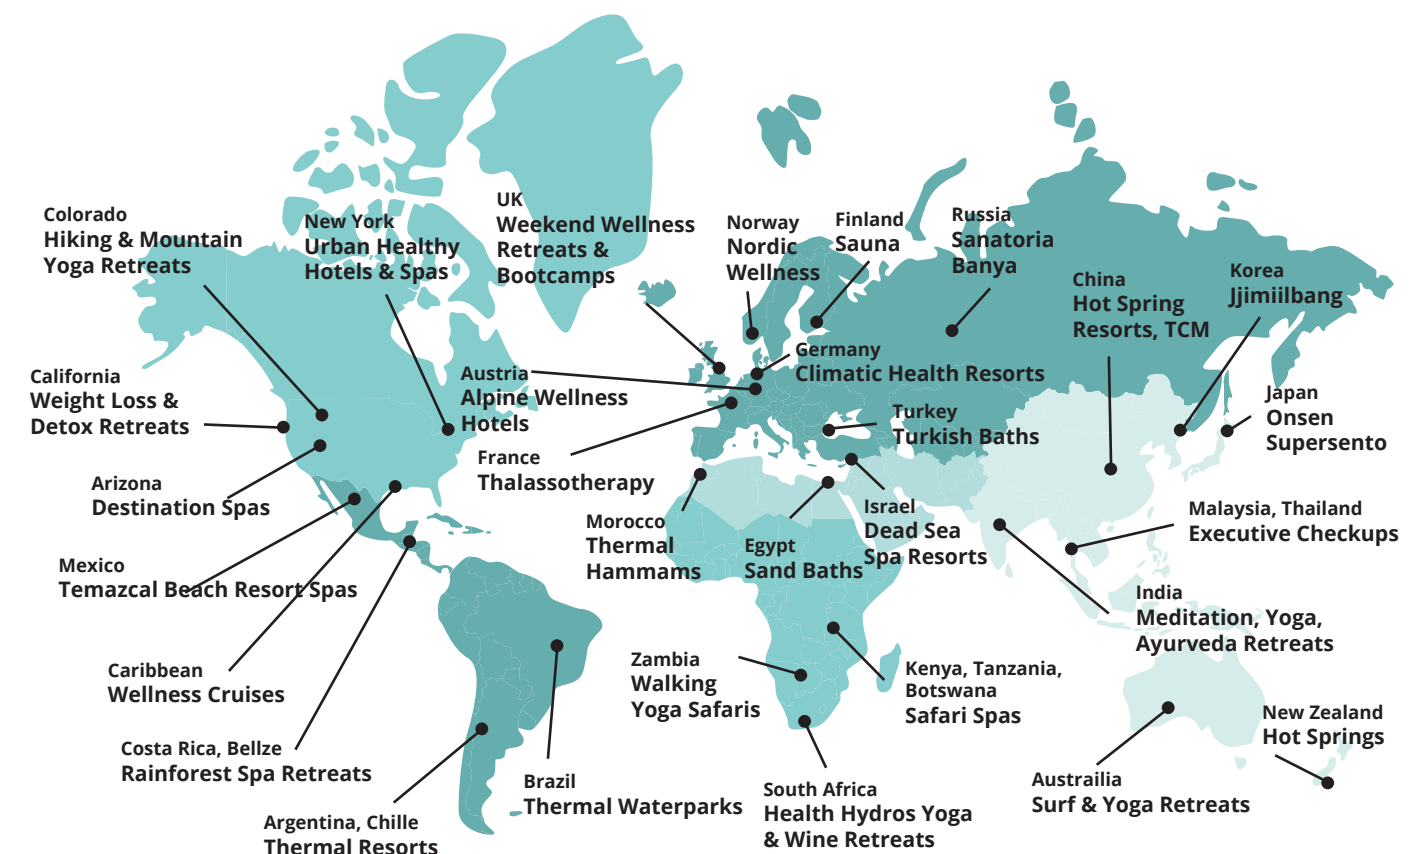 Colorado
Hiking & Mountain
Yoga Retreats
New York
Urban Healthy
Hotels & Spas
UK
Weekend Wellness
Retreats &
Bootcamps
Norway
Nordic
Wellness
Finland
Sauna
Russia
Sanatoria
Banya
China
Hot Spring
Resorts, TCM
Korea
Jjimiilbang
California
Weight Loss &
Detox Retreats
Austria
Alpine Wellness
Hotels
Germany
Climatic Health Resorts
Turkey
Turkish Baths
Japan
Onsen
Supersento
France
Thalassotherapy
Arizona
Destination Spas
Morocco
Thermal
Hammams
Egypt
Sand Baths
Israel
Dead Sea
Spa Resorts
Malaysia, Thailand
Executive Checkups
Mexico
Temazcal Beach Resort Spas
India
Meditation, Yoga,
Ayurveda Retreats
Caribbean
Wellness Cruises
Zambia
Walking
Yoga Safaris
Kenya, Tanzania,
Botswana
Safari Spas
New Zealand
Hot Springs
Costa Rica, Bellze
Rainforest Spa Retreats
Brazil
Thermal Waterparks
South Africa
Health Hydros Yoga
& Wine Retreats
Austrailia
Surf & Yoga Retreats
Argentina, Chille
Thermal Resorts